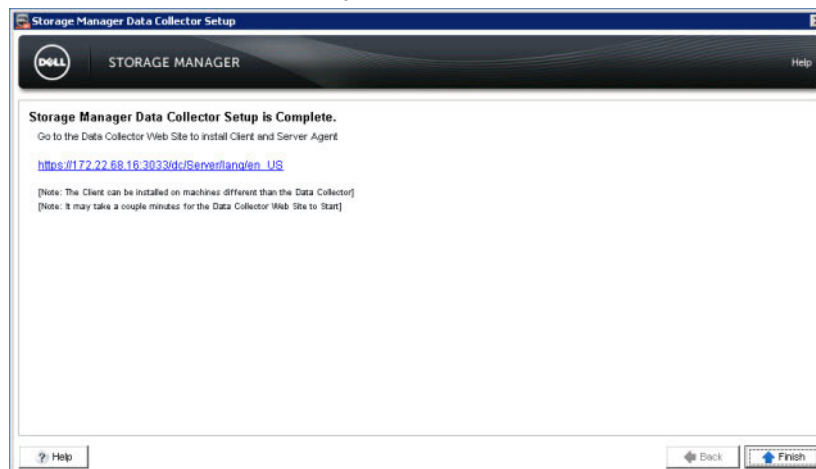 Storage Manager Data Collector Setup
DELL
STORAGE MANAGER
Help
Storage Manager Data Collector Setup is Complete.
Go to the Data Collector Web Site to install Client and Server Agent
https://172.22.68.16:3033/dc/Server/lang/en_US
[Note: The Client can be installed on machines different than the Data Collector]
[Note: It may take a couple minutes for the Data Collector Web Site to Start]
? Help
Back
Finish